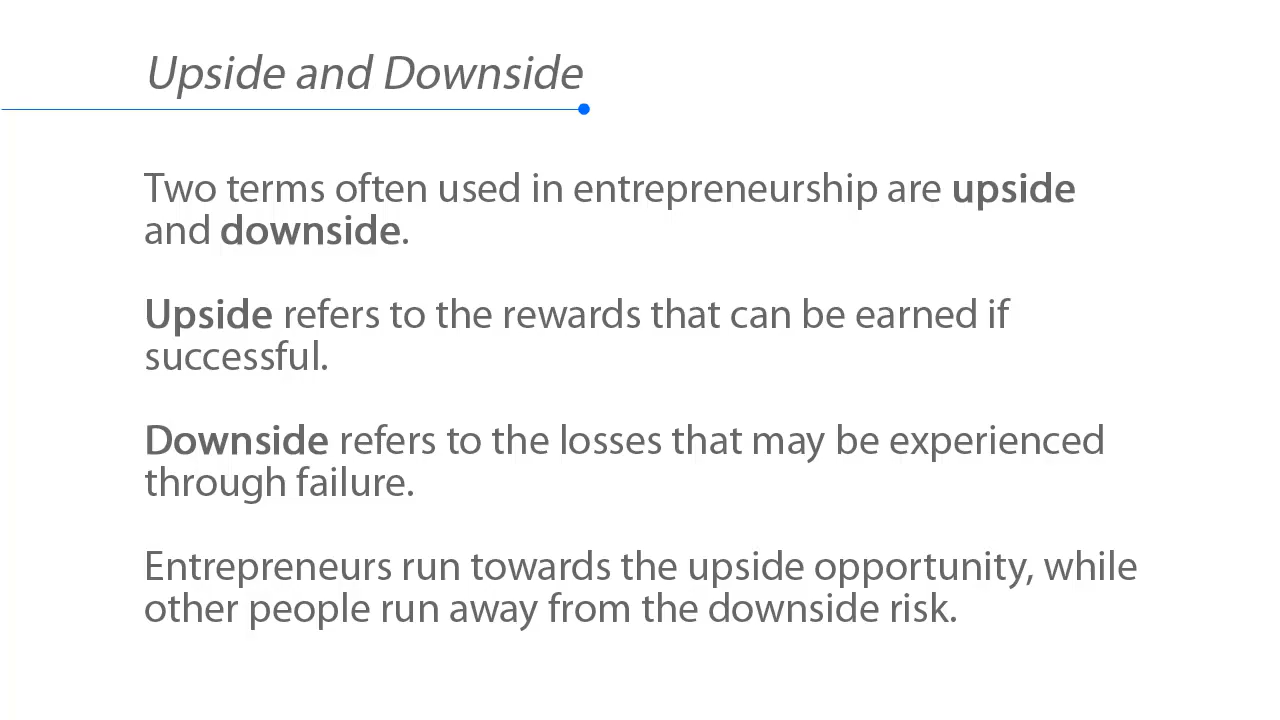 Upside and Downside
Two terms often used in entrepreneurship are upside
and downside.
Upside refers to the rewards that can be earned if
successful.
Downside refers to the losses that may be experienced
through failure.
Entrepreneurs run towards the upside opportunity, while
other people run away from the downside risk.